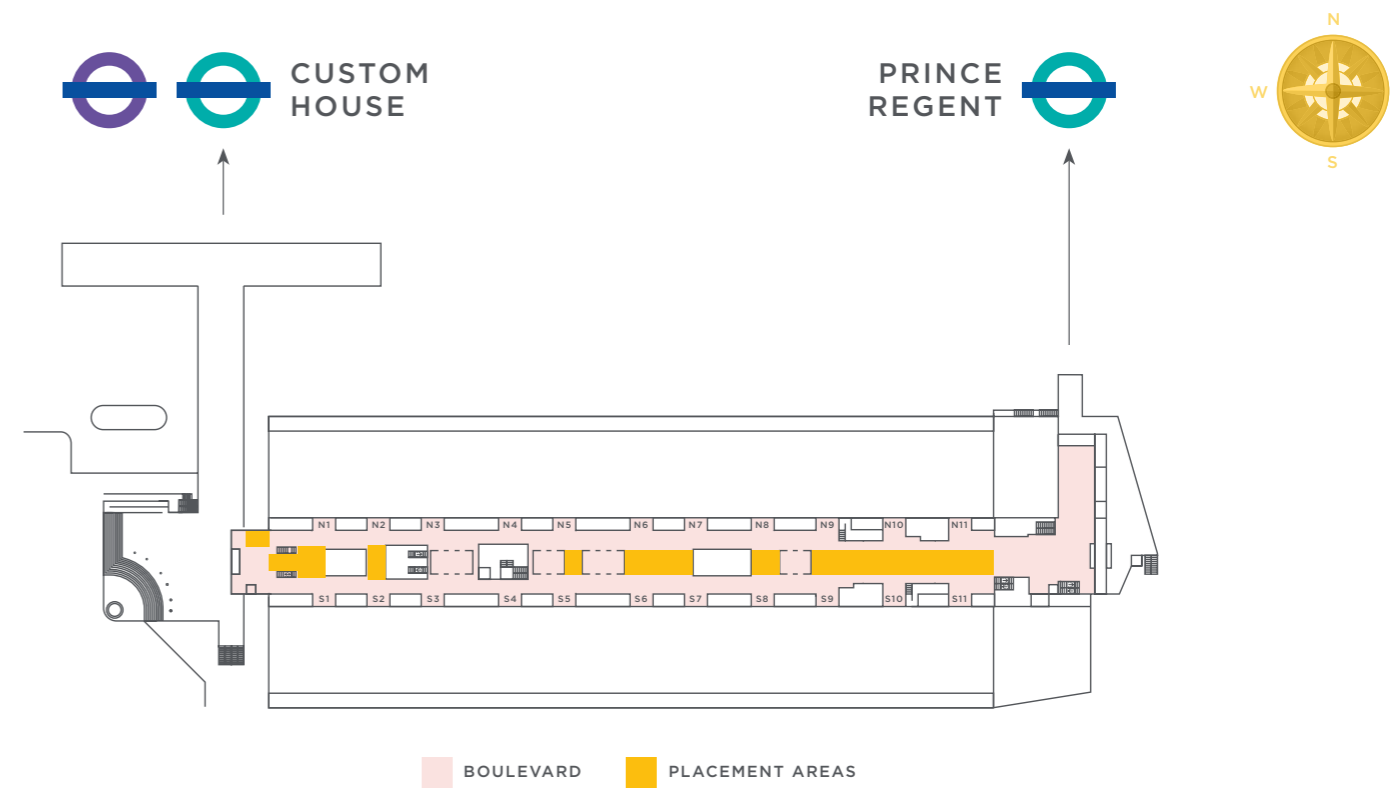 CUSTOM
HOUSE
PRINCE
REGENT
N
W
S
N1 N2 N3 N4 N5 N6 N7 N8 N9 N10 N11
S1 S2 S3 S4 S5 S6 S7 S8 S9 S10 S11
BOULEVARD PLACEMENT AREAS